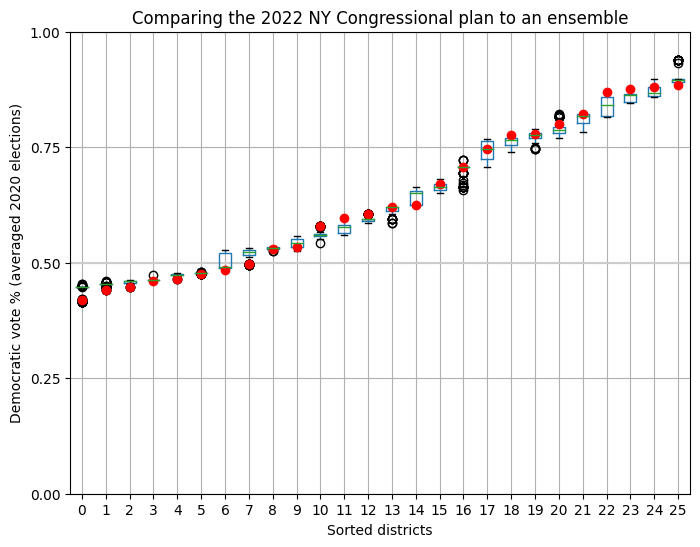 Comparing the 2022 NY Congressional plan to an ensemble
Democratic vote % (averaged 2020 elections)
1.00
0.75
0.50
0.25
0.00
0 1 2 3 4 5 6 7 8 9 10 11 12 13 14 15 16 17 18 19 20 21 22 23 24 25
Sorted districts